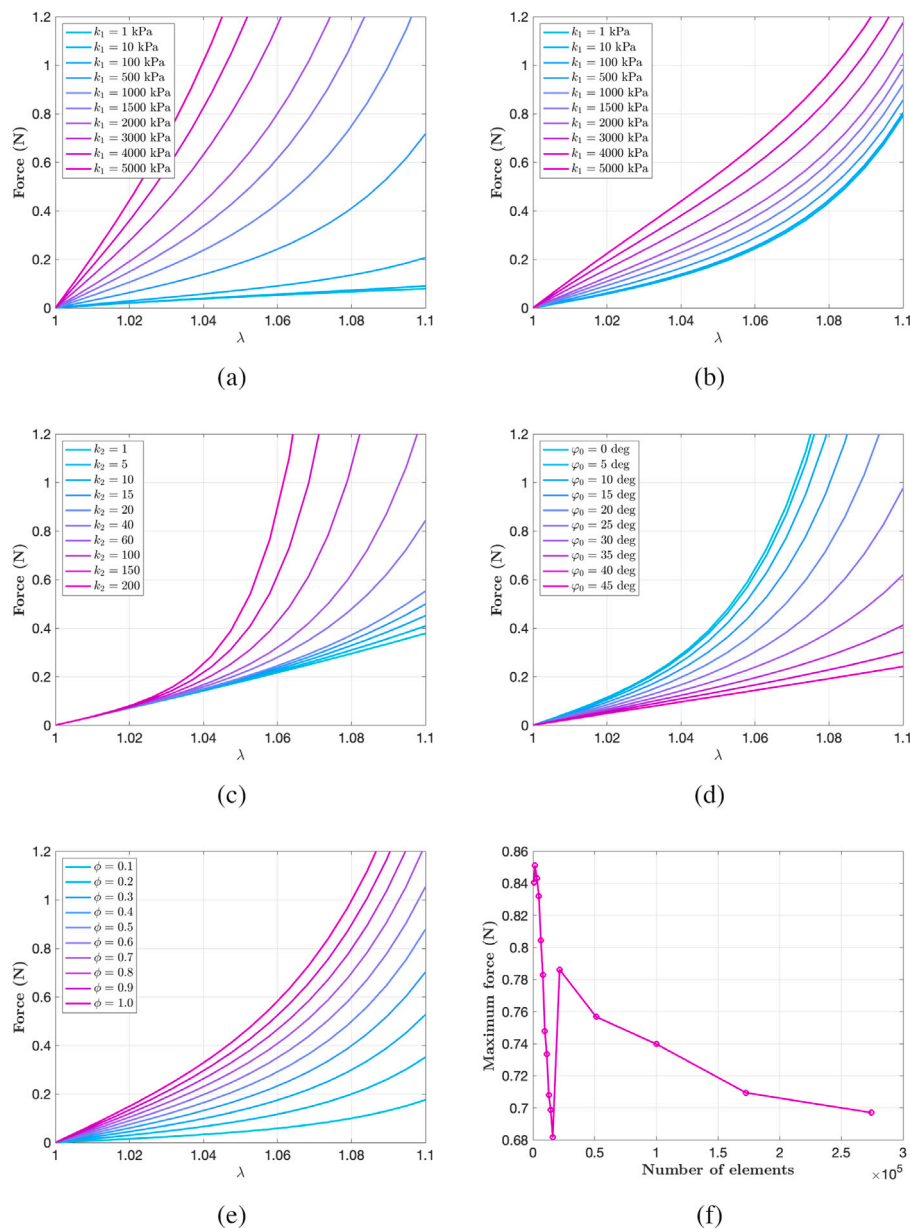 1.2
1
0.8
0.6
0.4
0.2
0
Force (N)
k₁ = 1 kPa
k₁ = 10 kPa
k₁ = 100 kPa
k₁ = 500 kPa
k₁ = 1000 kPa
k₁ = 1500 kPa
k₁ = 2000 kPa
k₁ = 3000 kPa
k₁ = 4000 kPa
k₁ = 5000 kPa
1 1.02 1.04 1.06 1.08 1.1
λ
(a)
1.2
1
0.8
0.6
0.4
0.2
0
Force (N)
k₁ = 1 kPa
k₁ = 10 kPa
k₁ = 100 kPa
k₁ = 500 kPa
k₁ = 1000 kPa
k₁ = 1500 kPa
k₁ = 2000 kPa
k₁ = 3000 kPa
k₁ = 4000 kPa
k₁ = 5000 kPa
1 1.02 1.04 1.06 1.08 1.1
λ
(b)
1.2
1
0.8
0.6
0.4
0.2
0
Force (N)
k₂ = 1
k₂ = 5
k₂ = 10
k₂ = 15
k₂ = 20
k₂ = 40
k₂ = 60
k₂ = 100
k₂ = 150
k₂ = 200
1 1.02 1.04 1.06 1.08 1.1
λ
(c)
1.2
1
0.8
0.6
0.4
0.2
0
Force (N)
φ₀ = 0 deg
φ₀ = 5 deg
φ₀ = 10 deg
φ₀ = 15 deg
φ₀ = 20 deg
φ₀ = 25 deg
φ₀ = 30 deg
φ₀ = 35 deg
φ₀ = 40 deg
φ₀ = 45 deg
1 1.02 1.04 1.06 1.08 1.1
λ
(d)
1.2
1
0.8
0.6
0.4
0.2
0
Force (N)
ϕ = 0.1
ϕ = 0.2
ϕ = 0.3
ϕ = 0.4
ϕ = 0.5
ϕ = 0.6
ϕ = 0.7
ϕ = 0.8
ϕ = 0.9
ϕ = 1.0
1 1.02 1.04 1.06 1.08 1.1
λ
(e)
0.86
0.84
0.82
0.8
0.78
0.76
0.74
0.72
0.7
0.68
Maximum force (N)
0 0.5 1 1.5 2 2.5 3
Number of elements
×10⁵
(f)